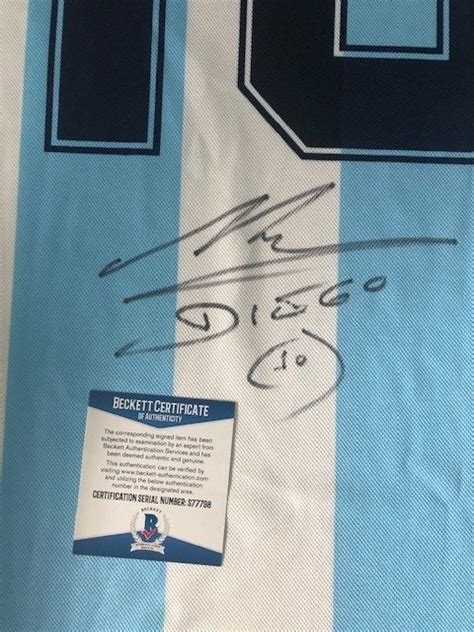 10
DIEGO
10
BECKETT CERTIFICATE
OF AUTHENTICITY
The corresponding signed item has been
subjected to examination by an expert from
Beckett Authentication Services and has
been deemed authentic and genuine.
This authentication can be verified by
visiting www.beckett-authentication.com
and utilizing the below authentication
number in the designated area.
CERTIFICATION SERIAL NUMBER: S77798
BECKETT
B